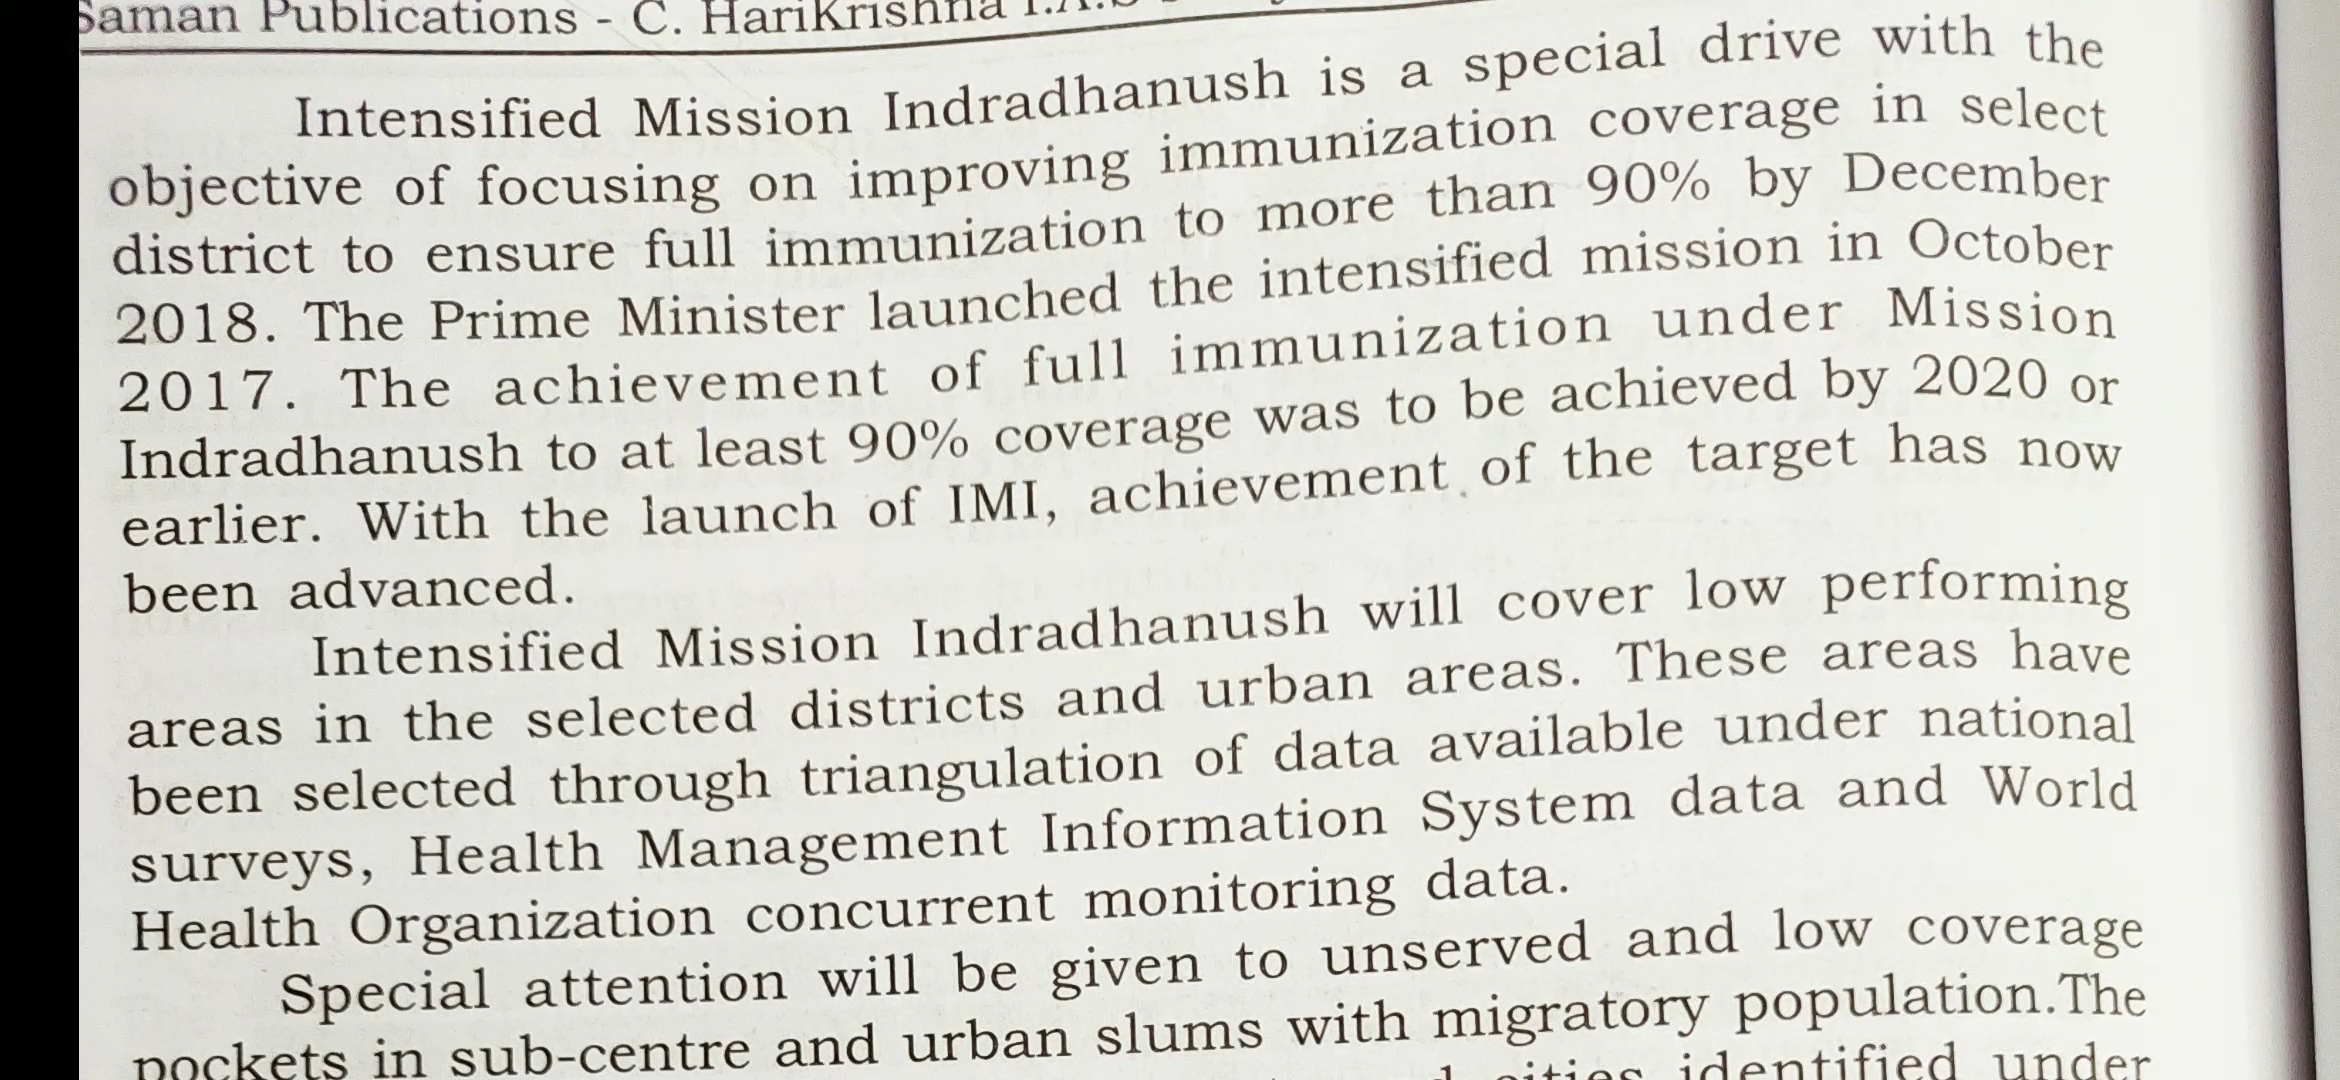 Saman Publications - C. HariKrishna
Intensified Mission Indradhanush is a special drive with the
objective of focusing on improving immunization coverage in select
district to ensure full immunization to more than 90% by December
2018. The Prime Minister launched the intensified mission in October
2017. The achievement of full immunization under Mission
Indradhanush to at least 90% coverage was to be achieved by 2020 or
earlier. With the launch of IMI, achievement of the target has now
been advanced.
Intensified Mission Indradhanush will cover low performing
areas in the selected districts and urban areas. These areas have
been selected through triangulation of data available under national
surveys, Health Management Information System data and World
Health Organization concurrent monitoring data.
Special attention will be given to unserved and low coverage
pockets in sub-centre and urban slums with migratory population.The
identified under